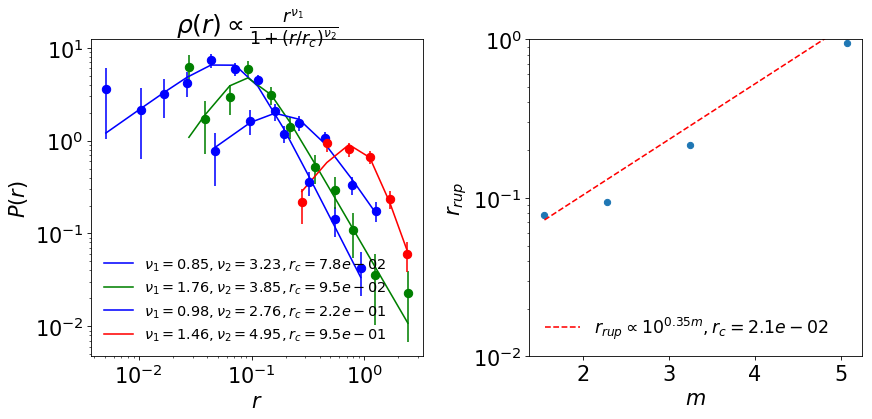 ρ(r) ∝ r^ν₁ / (1 + (r/r_c)^ν₂)
10¹
10⁰
10⁻¹
10⁻²
P(r)
ν₁ = 0.85, ν₂ = 3.23, r_c = 7.8e − 02
ν₁ = 1.76, ν₂ = 3.85, r_c = 9.5e − 02
ν₁ = 0.98, ν₂ = 2.76, r_c = 2.2e − 01
ν₁ = 1.46, ν₂ = 4.95, r_c = 9.5e − 01
10⁻² 10⁻¹ 10⁰
r
10⁰
10⁻¹
10⁻²
r_rup
r_rup ∝ 10^0.35m, r_c = 2.1e − 02
2 3 4 5
m